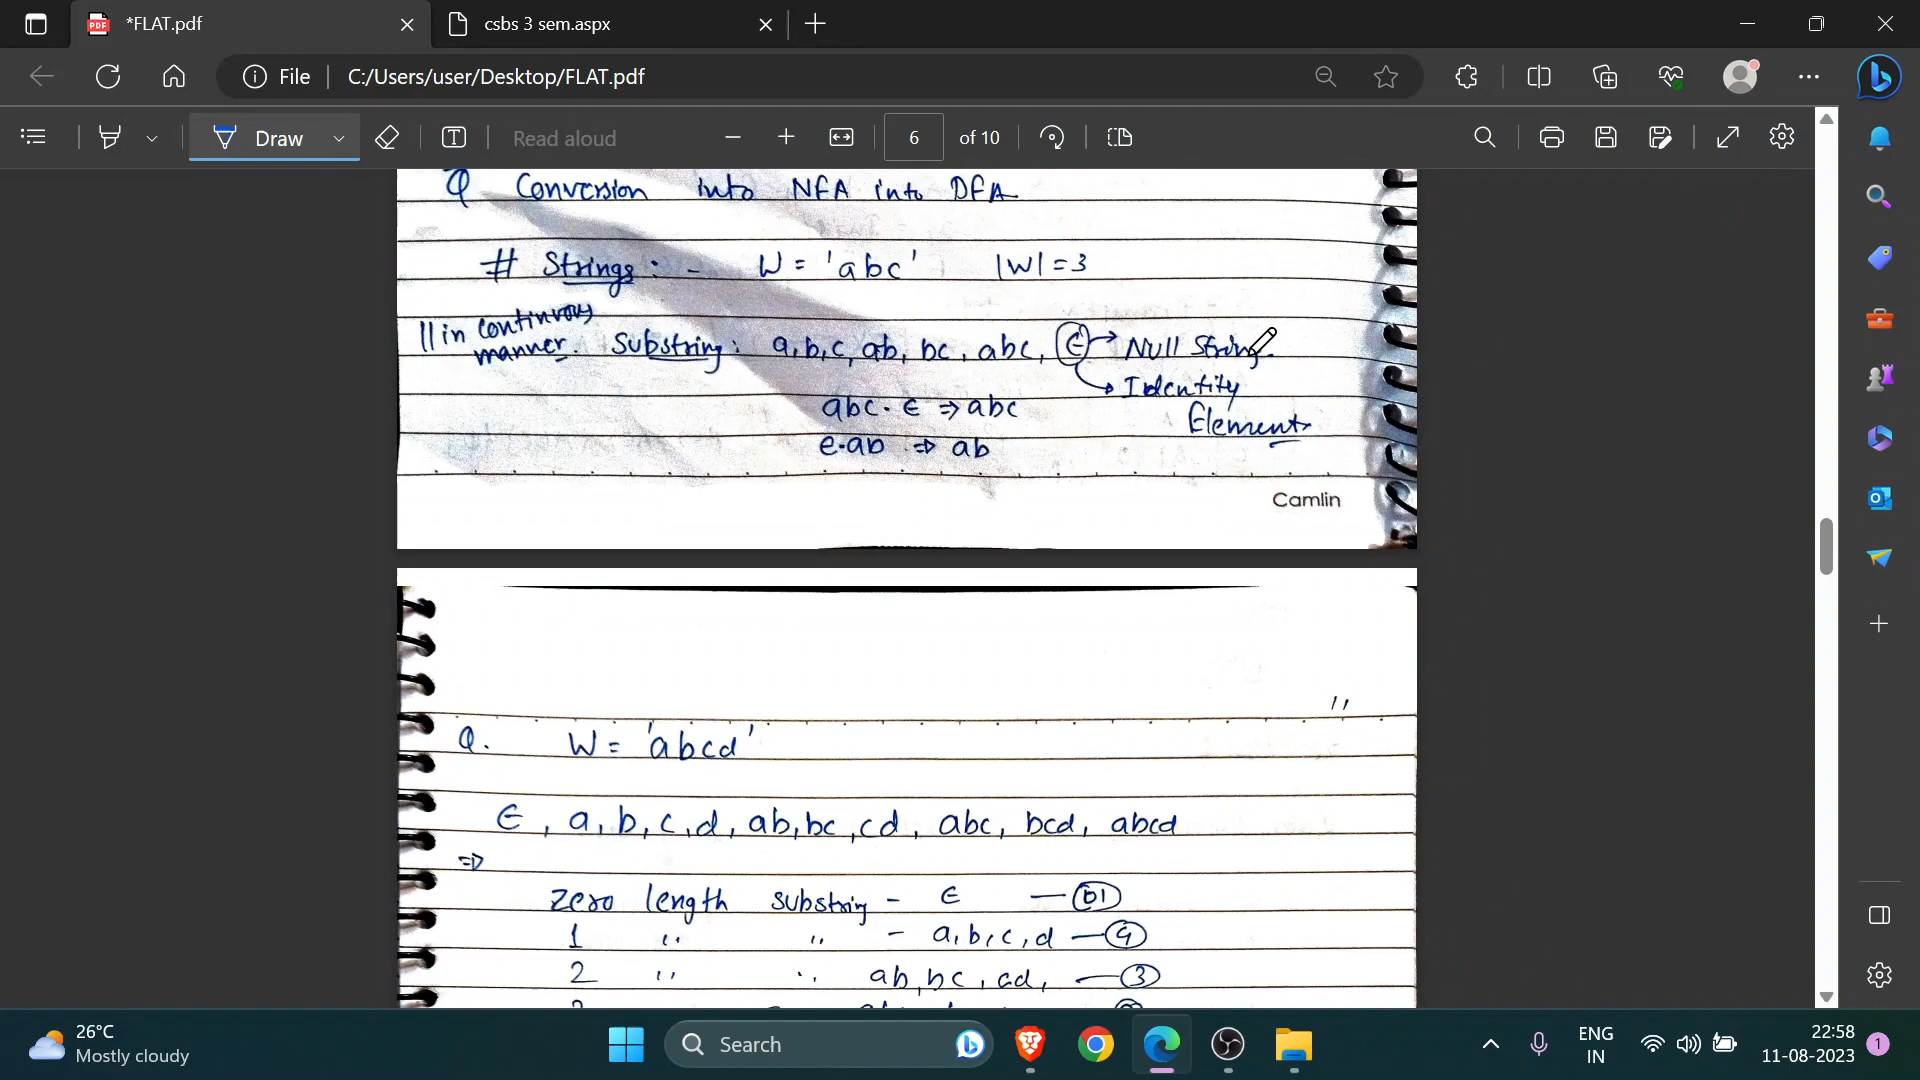 *FLAT.pdf
csbs 3 sem.aspx
File
C:/Users/user/Desktop/FLAT.pdf
Draw
Read aloud
6 of 10
Q Conversion into NFA into DFA
# Strings :- W = 'abc' |W| = 3
|| in continuous manner. Substring: a, b, c, ab, bc, abc, ∈ → Null String.
→ Identity Element
abc. ∈ ⇒ abc
e.ab ⇒ ab
Camlin
Q. W = 'abcd'
∈, a, b, c, d, ab, bc, cd, abc, bcd, abcd
⇒
zero length substring - ∈ — 01
1 " " - a, b, c, d — 4
2 " " ab, bc, cd, — 3
26°C
Mostly cloudy
Search
ENG
IN
22:58
11-08-2023
1